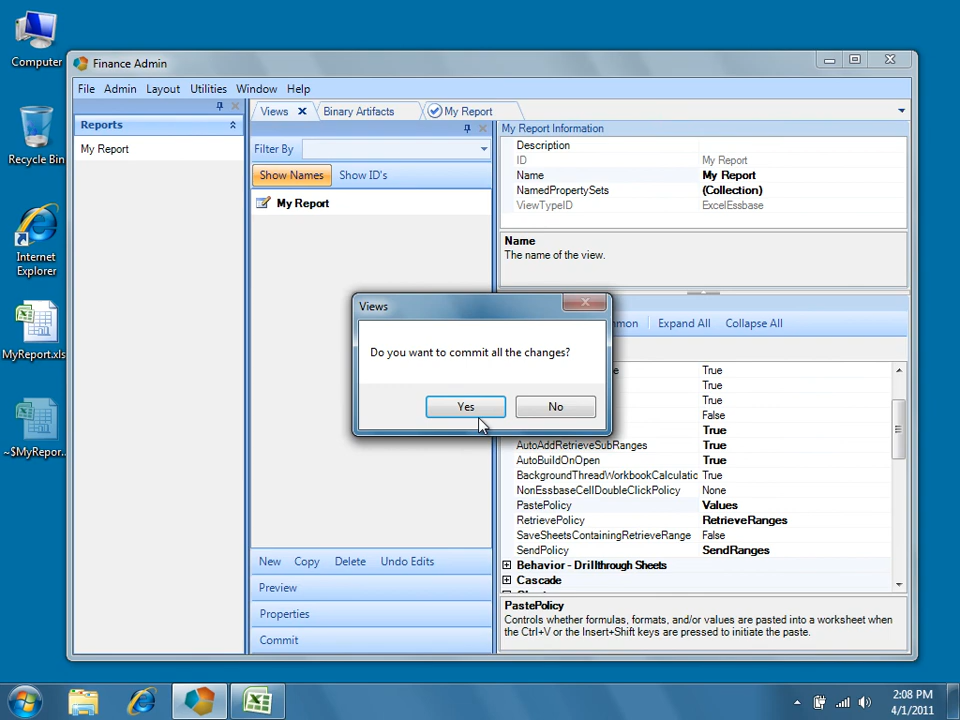 Computer
Recycle Bin
Internet
Explorer
MyReport.xls
~$MyRepor...
Finance Admin
File Admin Layout Utilities Window Help
Reports
My Report
Views Binary Artifacts My Report
Filter By
Show Names Show ID's
My Report
New Copy Delete Undo Edits
Preview
Properties
Commit
My Report Information
Description
ID My Report
Name My Report
NamedPropertySets (Collection)
ViewTypeID ExcelEssbase
Name
The name of the view.
Expand All Collapse All
True
True
True
False
True
AutoAddRetrieveSubRanges True
AutoBuildOnOpen True
BackgroundThreadWorkbookCalculatic True
NonEssbaseCellDoubleClickPolicy None
PastePolicy Values
RetrievePolicy RetrieveRanges
SaveSheetsContainingRetrieveRange False
SendPolicy SendRanges
Behavior - Drillthrough Sheets
Cascade
PastePolicy
Controls whether formulas, formats, and/or values are pasted into a worksheet when
the Ctrl+V or the Insert+Shift keys are pressed to initiate the paste.
Views
Do you want to commit all the changes?
Yes No
2:08 PM
4/1/2011